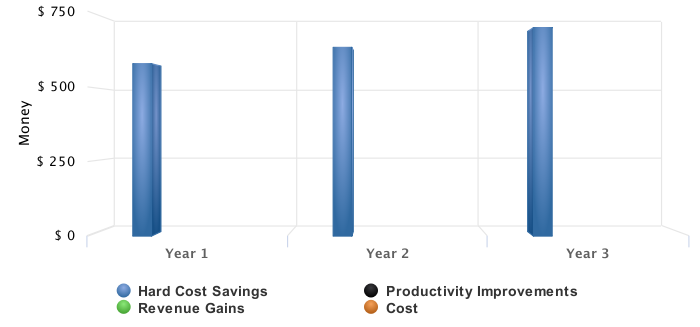 $ 750
$ 500
$ 250
$ 0
Money
Year 1
Year 2
Year 3
Hard Cost Savings
Productivity Improvements
Revenue Gains
Cost